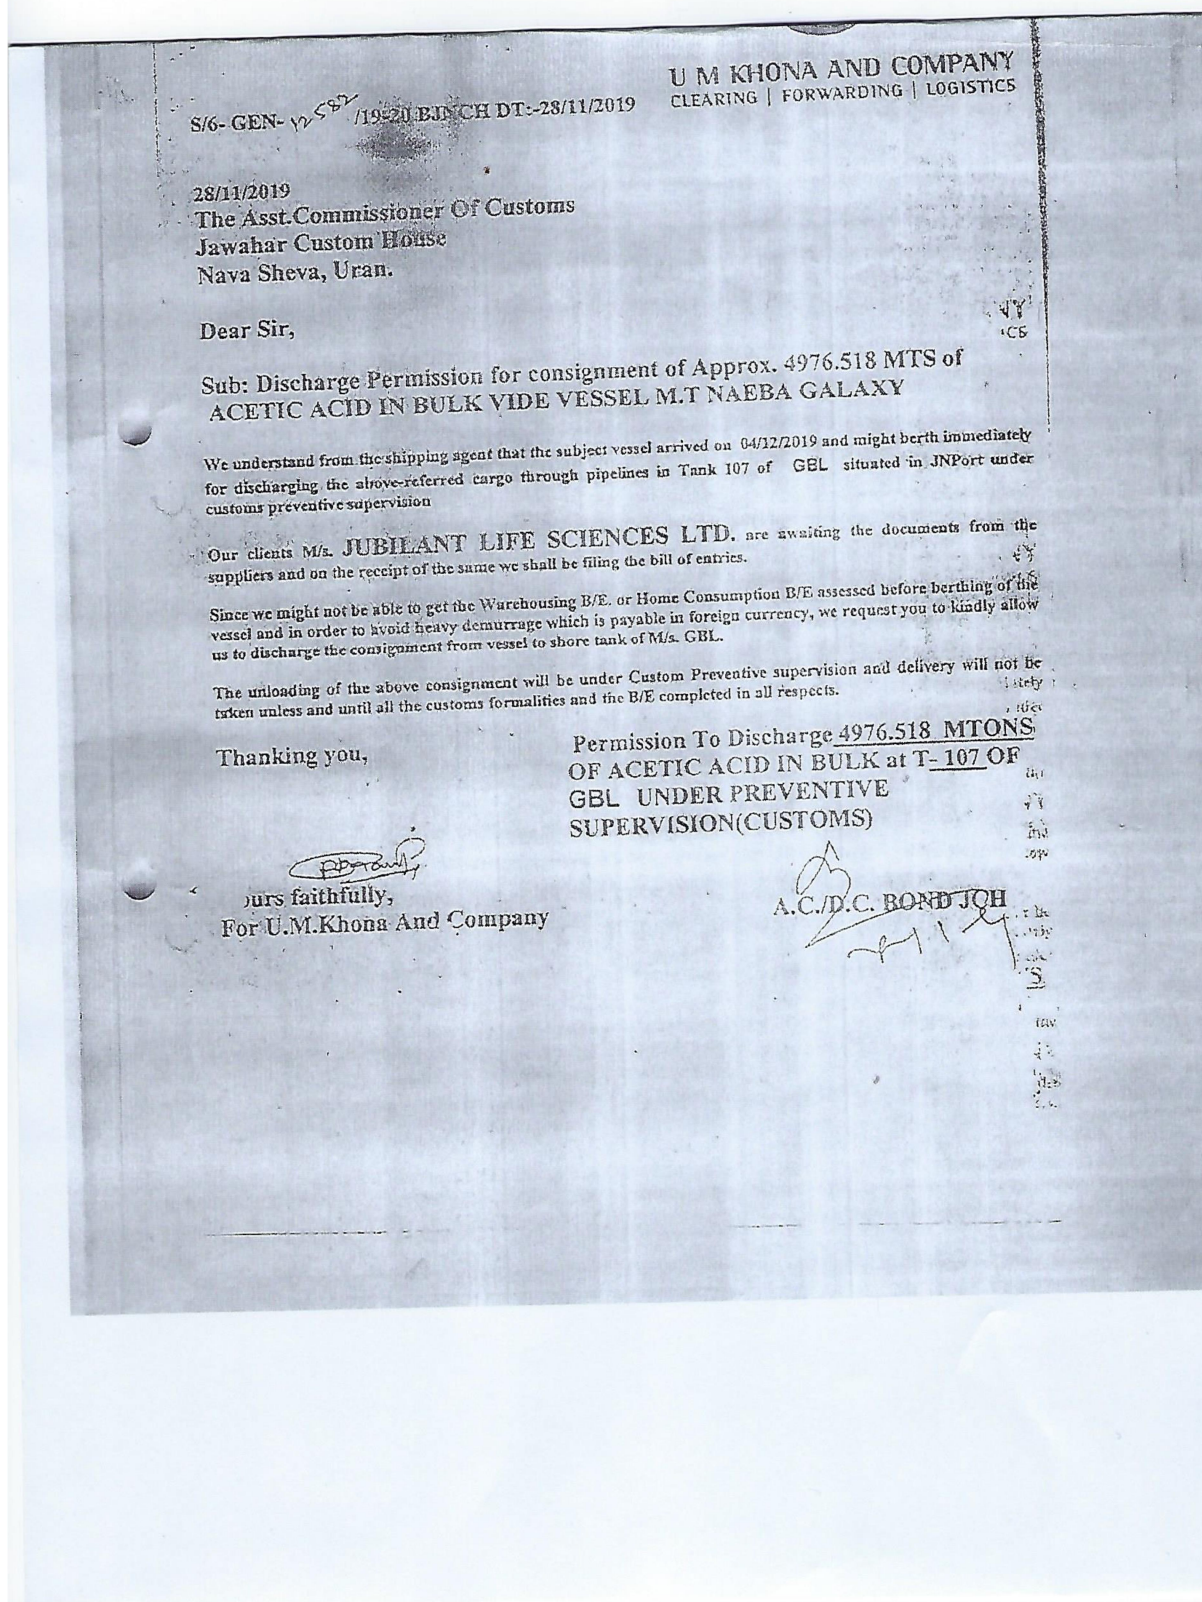 U M KHONA AND COMPANY
CLEARING | FORWARDING | LOGISTICS
S/6- GEN- 12582 /19-20 BJNCH DT:-28/11/2019
28/11/2019
The Asst.Commissioner Of Customs
Jawahar Custom House
Nava Sheva, Uran.
Dear Sir,
Sub: Discharge Permission for consignment of Approx. 4976.518 MTS of
ACETIC ACID IN BULK VIDE VESSEL M.T NAEBA GALAXY
We understand from the shipping agent that the subject vessel arrived on 04/12/2019 and might berth immediately
for discharging the above-referred cargo through pipelines in Tank 107 of GBL situated in JNPort under
customs preventive supervision
Our clients M/s. JUBILANT LIFE SCIENCES LTD. are awaiting the documents from the
suppliers and on the receipt of the same we shall be filing the bill of entries.
Since we might not be able to get the Warehousing B/E. or Home Consumption B/E assessed before berthing of the
vessel and in order to avoid heavy demurrage which is payable in foreign currency, we request you to kindly allow
us to discharge the consignment from vessel to shore tank of M/s. GBL.
The unloading of the above consignment will be under Custom Preventive supervision and delivery will not be
taken unless and until all the customs formalities and the B/E completed in all respects.
Thanking you,
Permission To Discharge 4976.518 MTONS
OF ACETIC ACID IN BULK at T- 107 OF
GBL UNDER PREVENTIVE
SUPERVISION(CUSTOMS)
ours faithfully,
For U.M.Khona And Company
A.C./D.C. BOND JCH